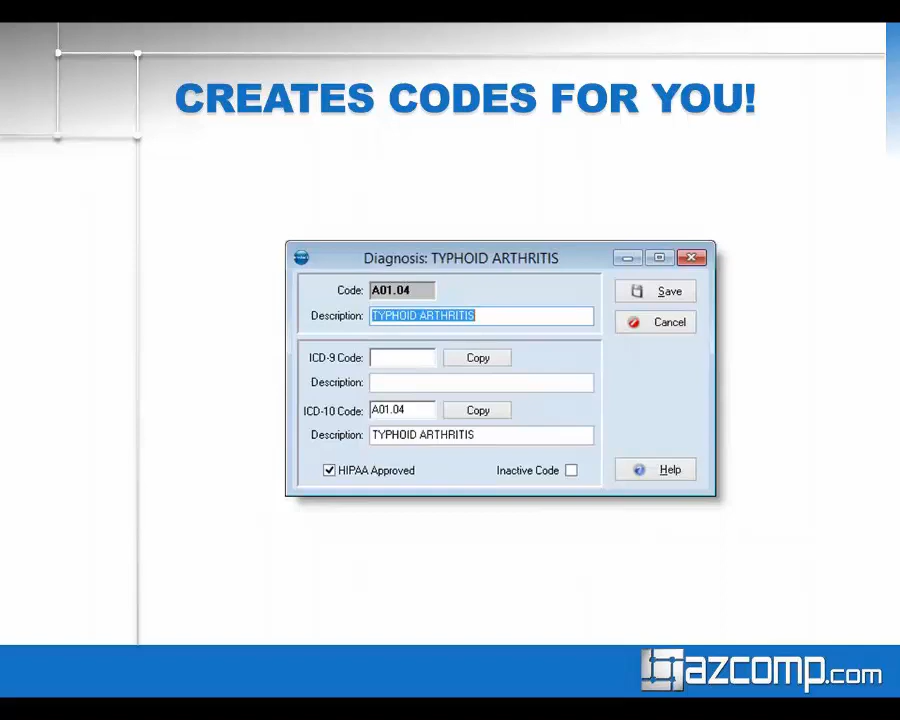 CREATES CODES FOR YOU!
Diagnosis: TYPHOID ARTHRITIS
Code: A01.04
Save
Description: TYPHOID ARTHRITIS
Cancel
ICD-9 Code: Copy
Description:
ICD-10 Code: A01.04 Copy
Description: TYPHOID ARTHRITIS
HIPAA Approved Inactive Code
Help
azcomp.com